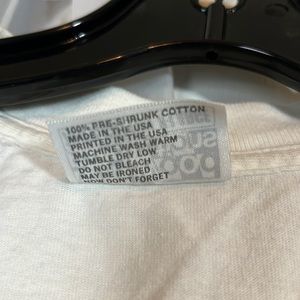 100% PRE-SHRUNK COTTON
MADE IN THE USA
PRINTED IN THE USA
MACHINE WASH WARM
TUMBLE DRY LOW
DO NOT BLEACH
MAY BE IRONED
NOW DON'T FORGET